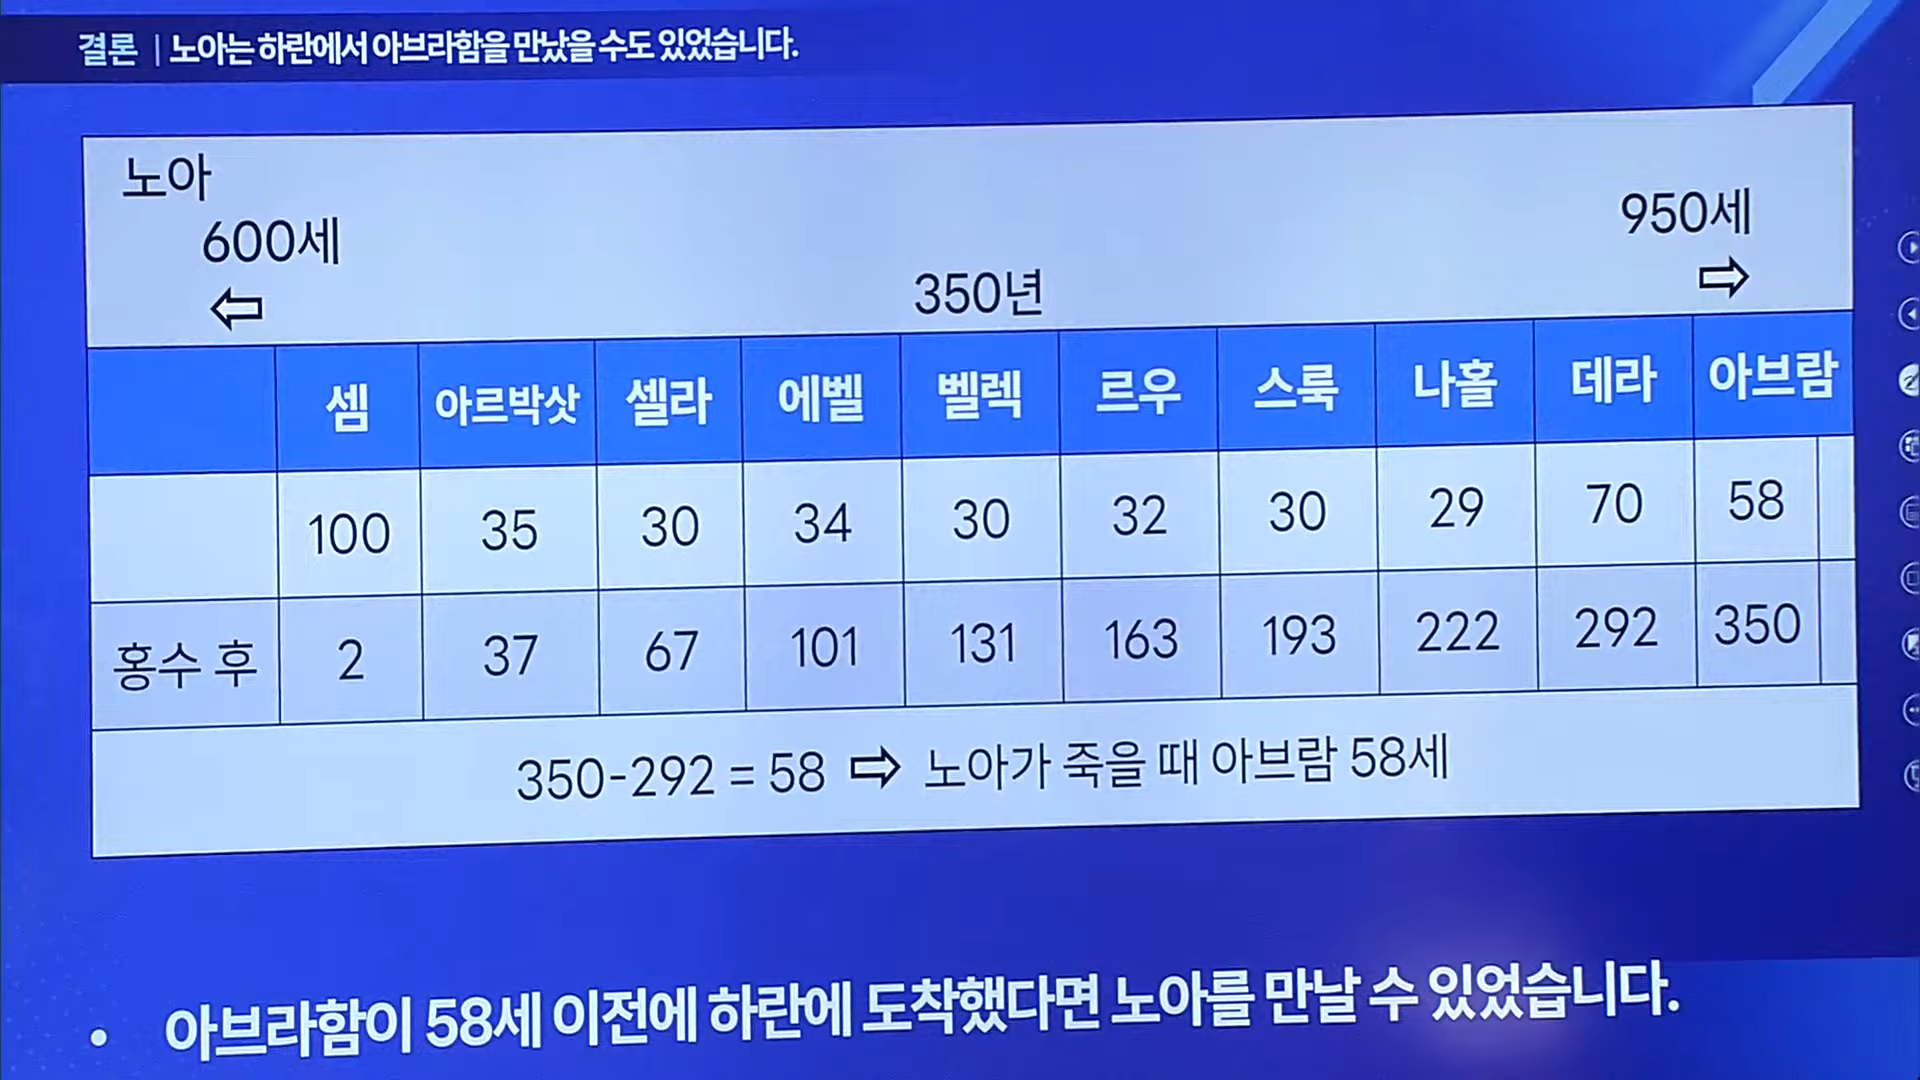 결론 | 노아는 하란에서 아브라함을 만났을 수도 있었습니다.
노아
600세
950세
⇦
350년
⇨
셈 아르박삿 셀라 에벨 벨렉 르우 스룩 나홀 데라 아브람
100 35 30 34 30 32 30 29 70 58
홍수 후 2 37 67 101 131 163 193 222 292 350
350-292 = 58 ⇨ 노아가 죽을 때 아브람 58세
• 아브라함이 58세 이전에 하란에 도착했다면 노아를 만날 수 있었습니다.